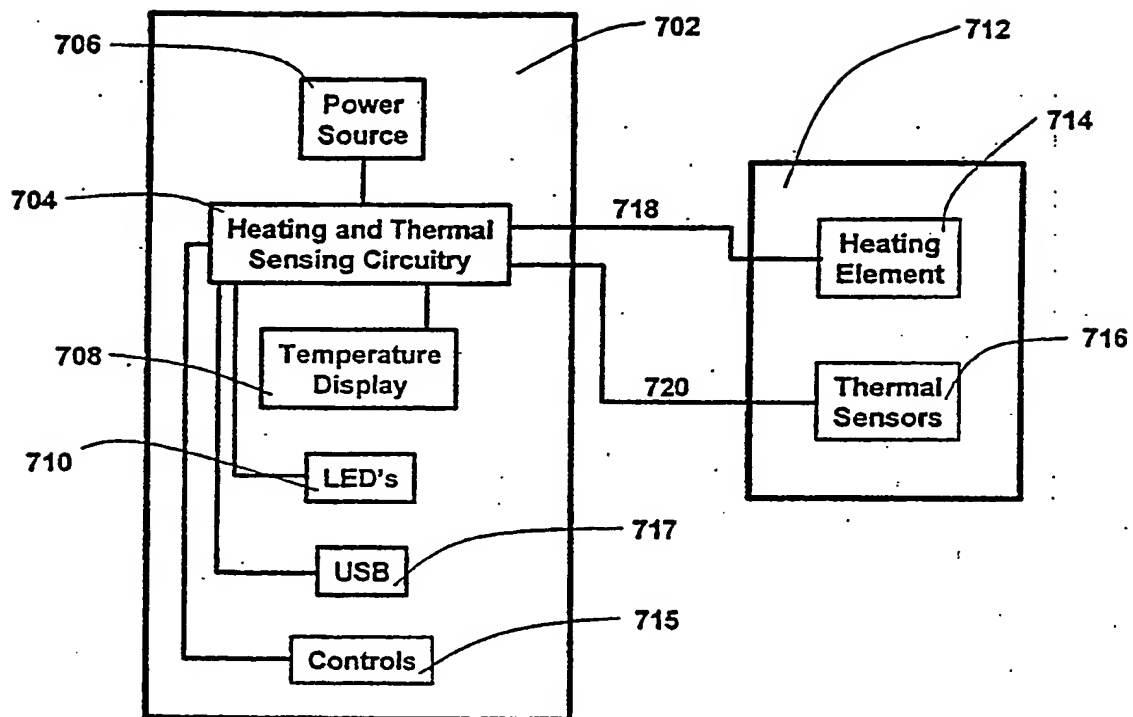 706
702
712
Power
Source
714
704
718
Heating and Thermal
Sensing Circuitry
Heating
Element
708
Temperature
Display
720
716
Thermal
Sensors
710
LED's
717
USB
715
Controls